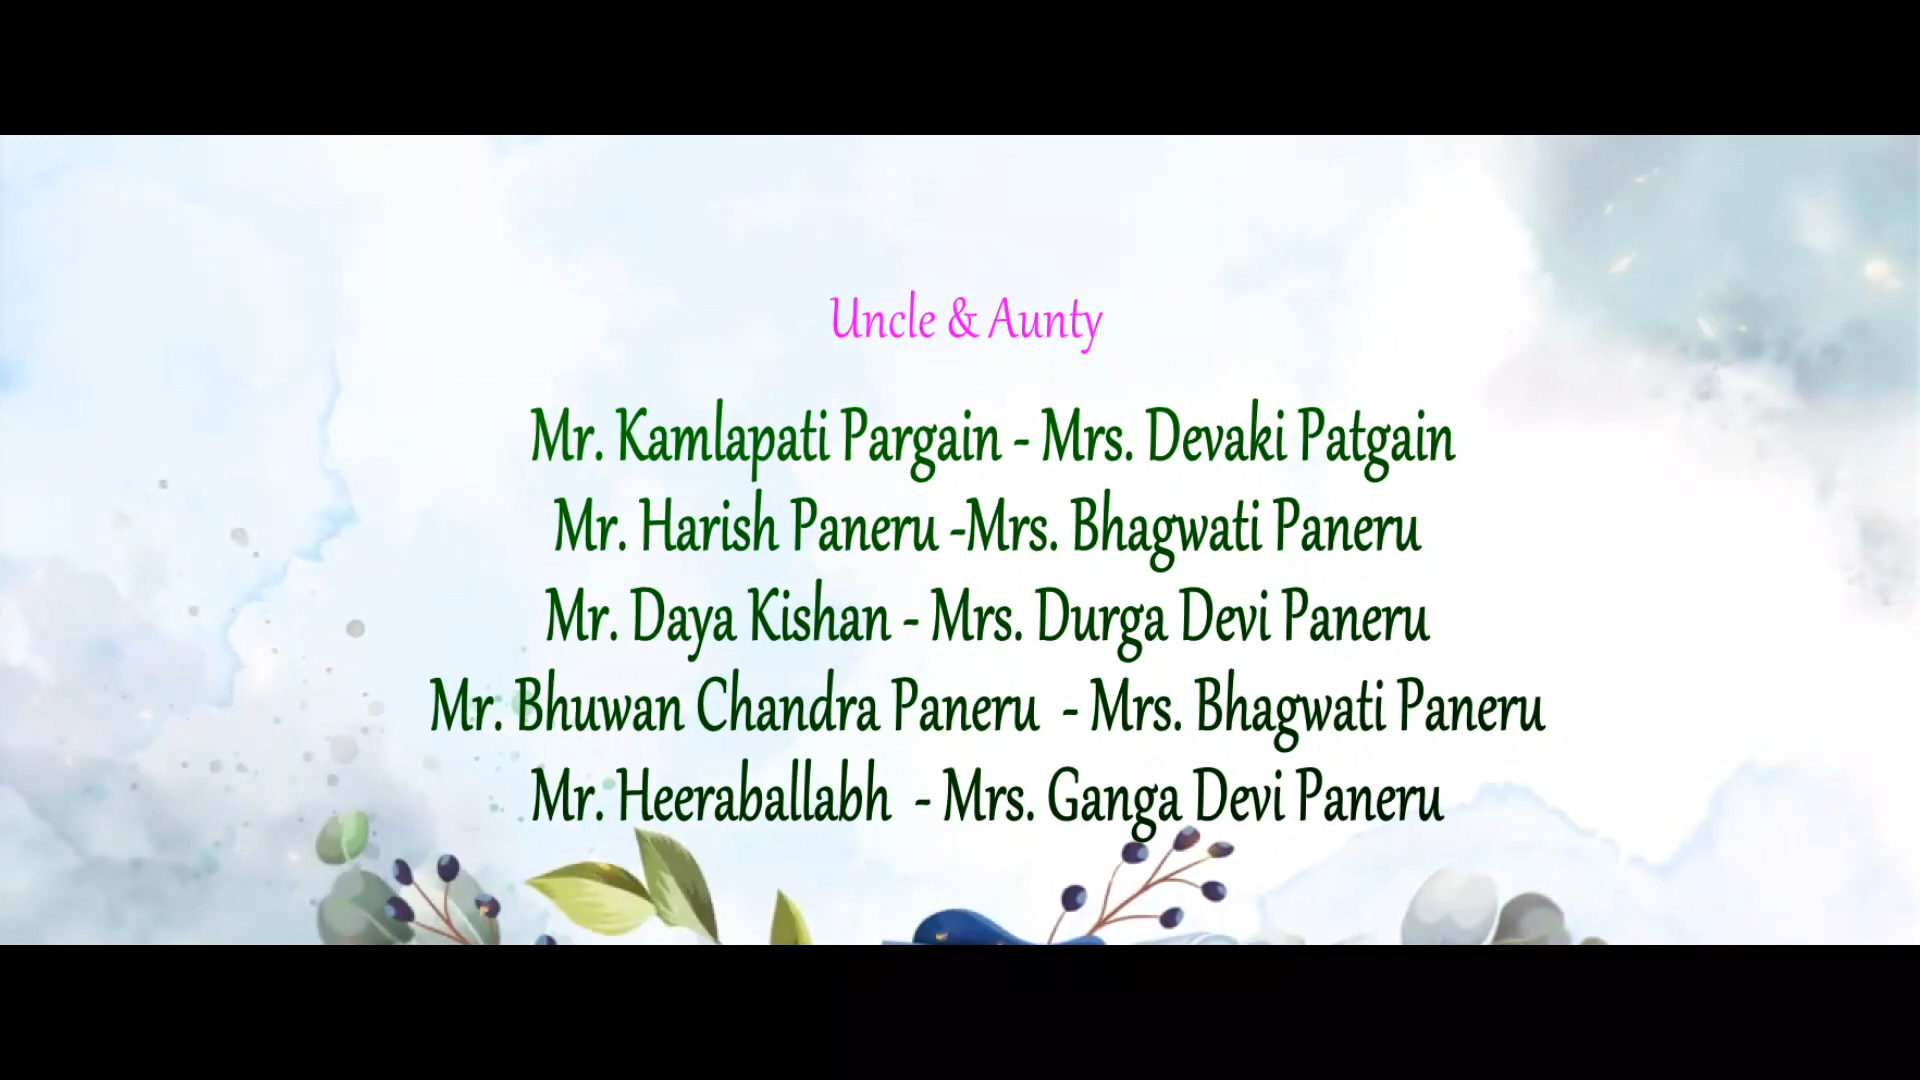 Uncle & Aunty
Mr. Kamlapati Pargain - Mrs. Devaki Patgain
Mr. Harish Paneru -Mrs. Bhagwati Paneru
Mr. Daya Kishan - Mrs. Durga Devi Paneru
Mr. Bhuwan Chandra Paneru  - Mrs. Bhagwati Paneru
Mr. Heeraballabh  - Mrs. Ganga Devi Paneru